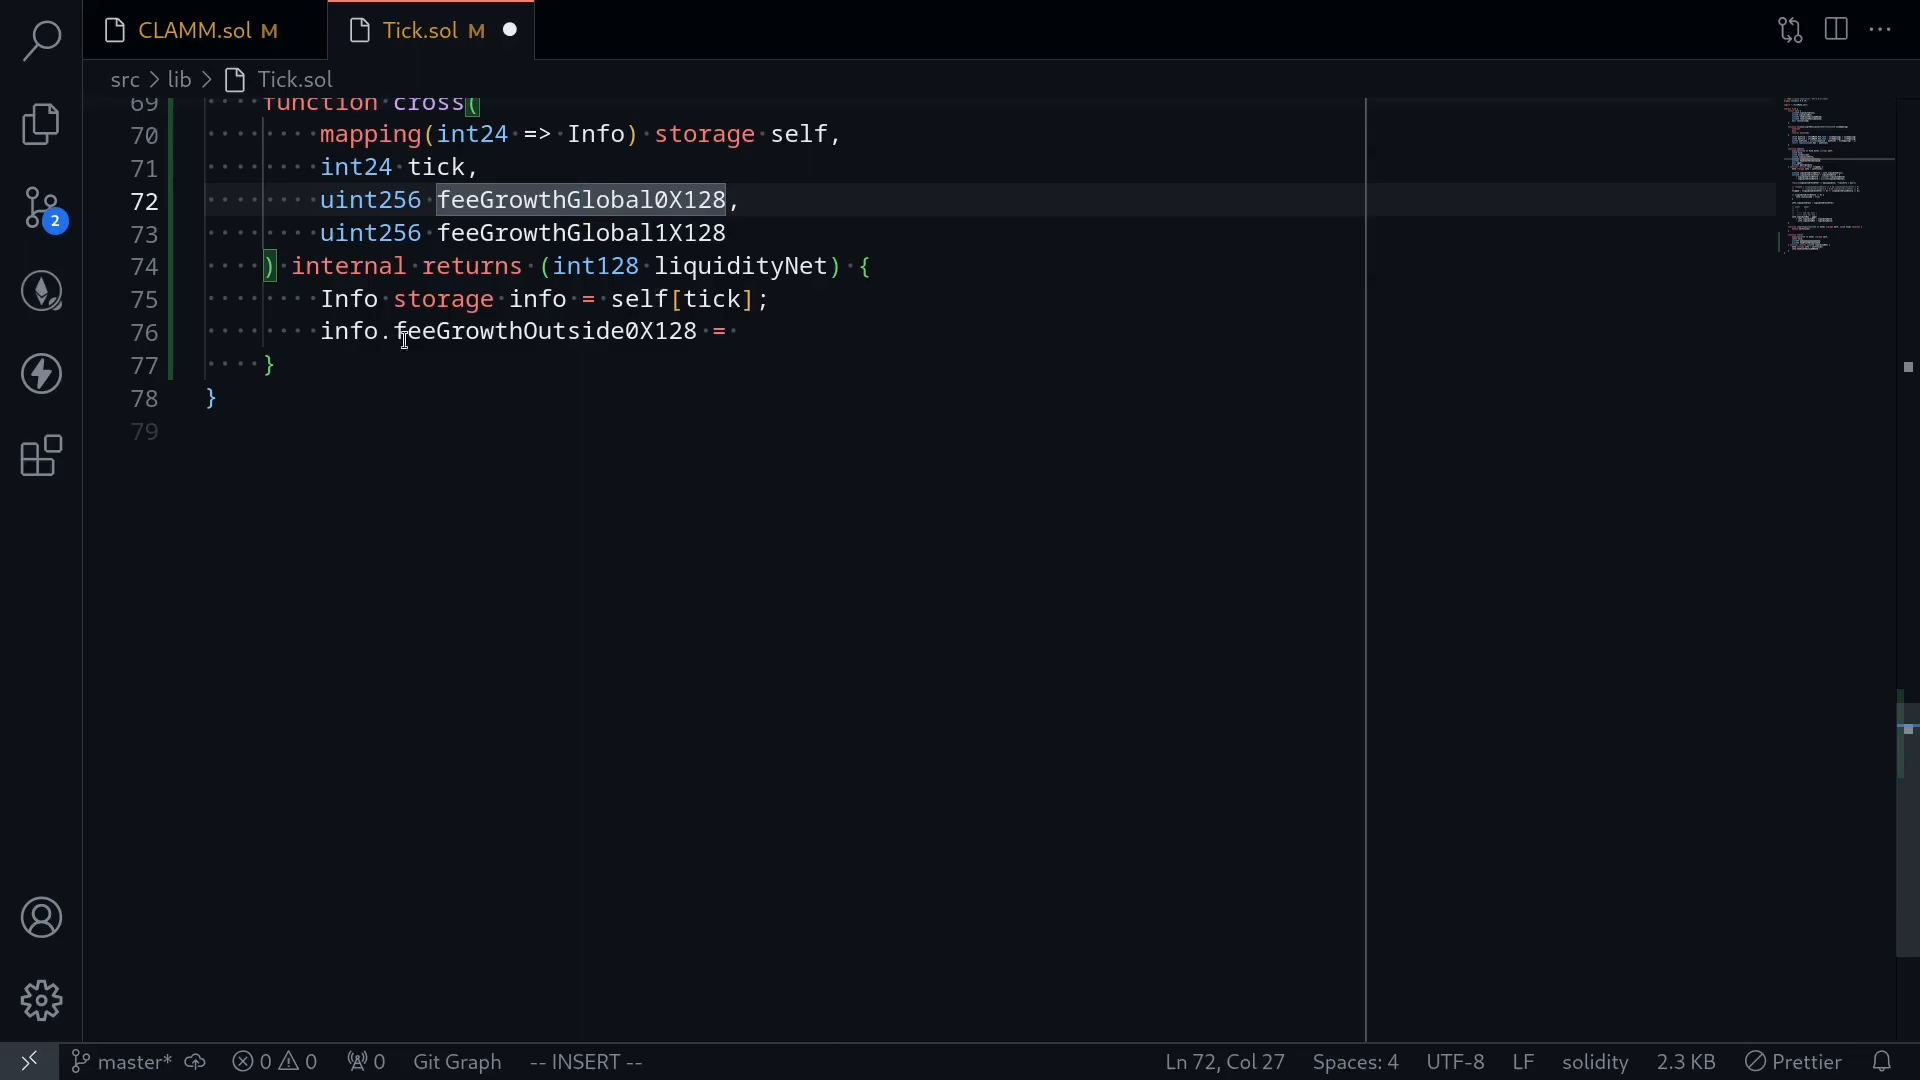 CLAMM.sol M
Tick.sol M
src > lib > Tick.sol
69 function cross(
70 mapping(int24 => Info) storage self,
71 int24 tick,
72 uint256 feeGrowthGlobal0X128,
73 uint256 feeGrowthGlobal1X128
74 ) internal returns (int128 liquidityNet) {
75 Info storage info = self[tick];
76 info.feeGrowthOutside0X128 =
77 }
78 }
79
2
master* 0 0 0 Git Graph -- INSERT -- Ln 72, Col 27 Spaces: 4 UTF-8 LF solidity 2.3 KB Prettier